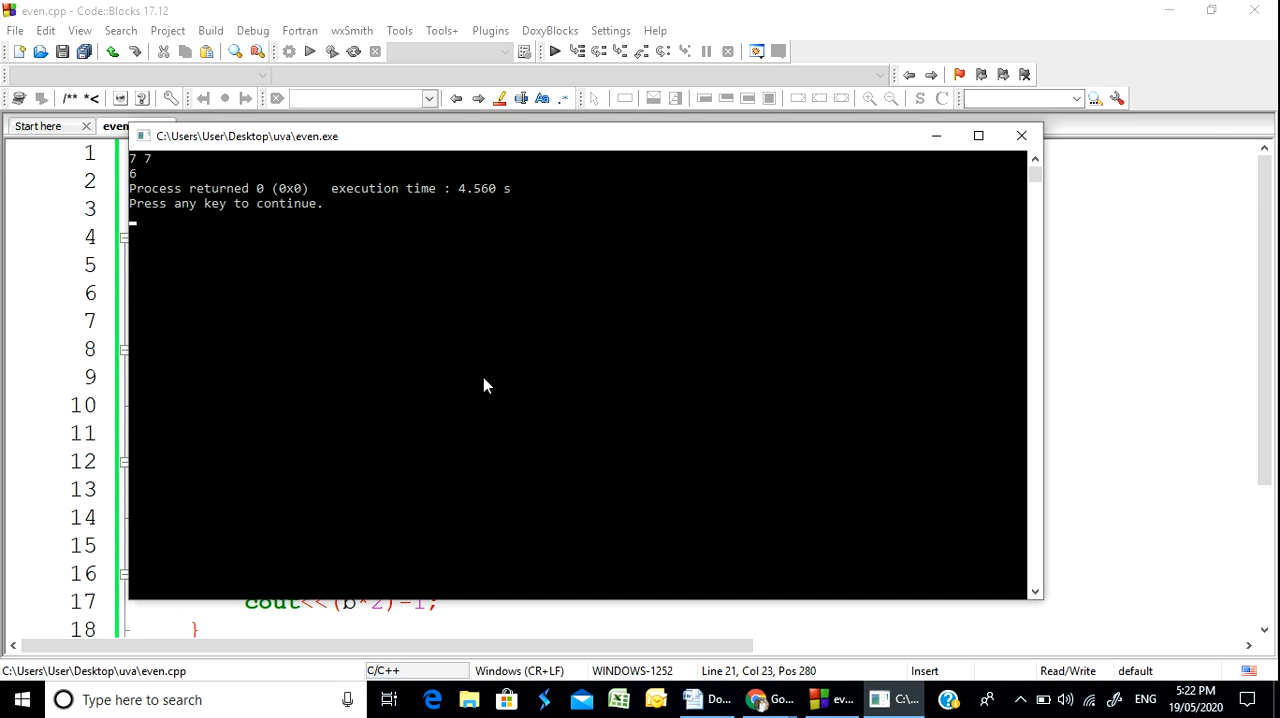 even.cpp - Code::Blocks 17.12
File Edit View Search Project Build Debug Fortran wxSmith Tools Tools+ Plugins DoxyBlocks Settings Help
/** *<
S C
Start here even
C:\Users\User\Desktop\uva\even.exe
1
7 7
2
6
3
Process returned 0 (0x0) execution time : 4.560 s
Press any key to continue.
4
5
6
7
8
9
10
11
12
13
14
15
16
17 cout<<(b*2)-1;
18 }
C:\Users\User\Desktop\uva\even.cpp C/C++ Windows (CR+LF) WINDOWS-1252 Line 21, Col 23, Pos 280 Insert Read/Write default
Type here to search Do... Go... ev... C:\... ENG 5:22 PM
19/05/2020